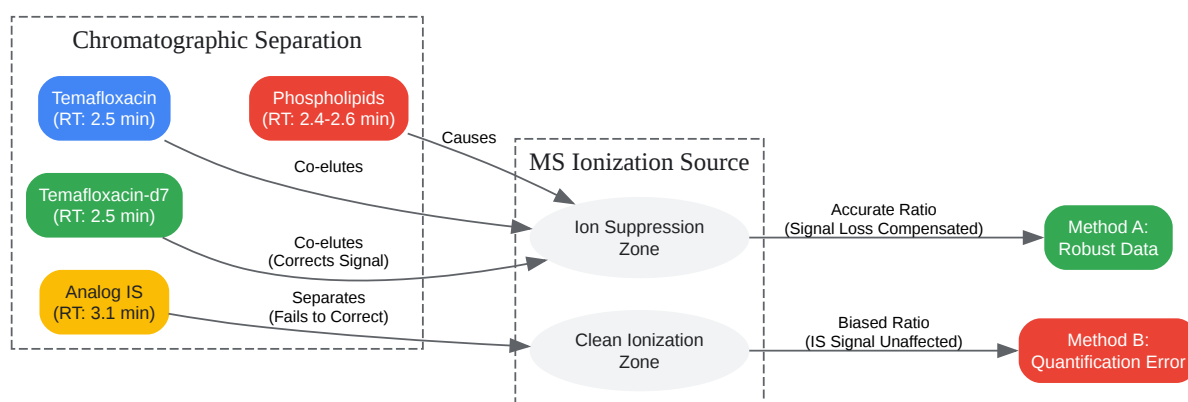 Chromatographic Separation
Temafloxacin
(RT: 2.5 min)
Phospholipids
(RT: 2.4-2.6 min)
Causes
Co-elutes
MS Ionization Source
Temafloxacin-d7
(RT: 2.5 min)
Ion Suppression
Zone
Accurate Ratio
(Signal Loss Compensated)
Method A:
Robust Data
Co-elutes
(Corrects Signal)
Analog IS
(RT: 3.1 min)
Separates
(Fails to Correct)
Clean Ionization
Zone
Biased Ratio
(IS Signal Unaffected)
Method B:
Quantification Error